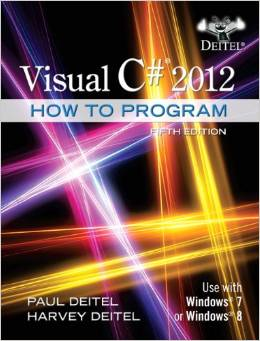 DEITEL®
Visual C#® 2012
HOW TO PROGRAM
FIFTH EDITION
Use with
Windows® 7
or Windows® 8
PAUL DEITEL
HARVEY DEITEL